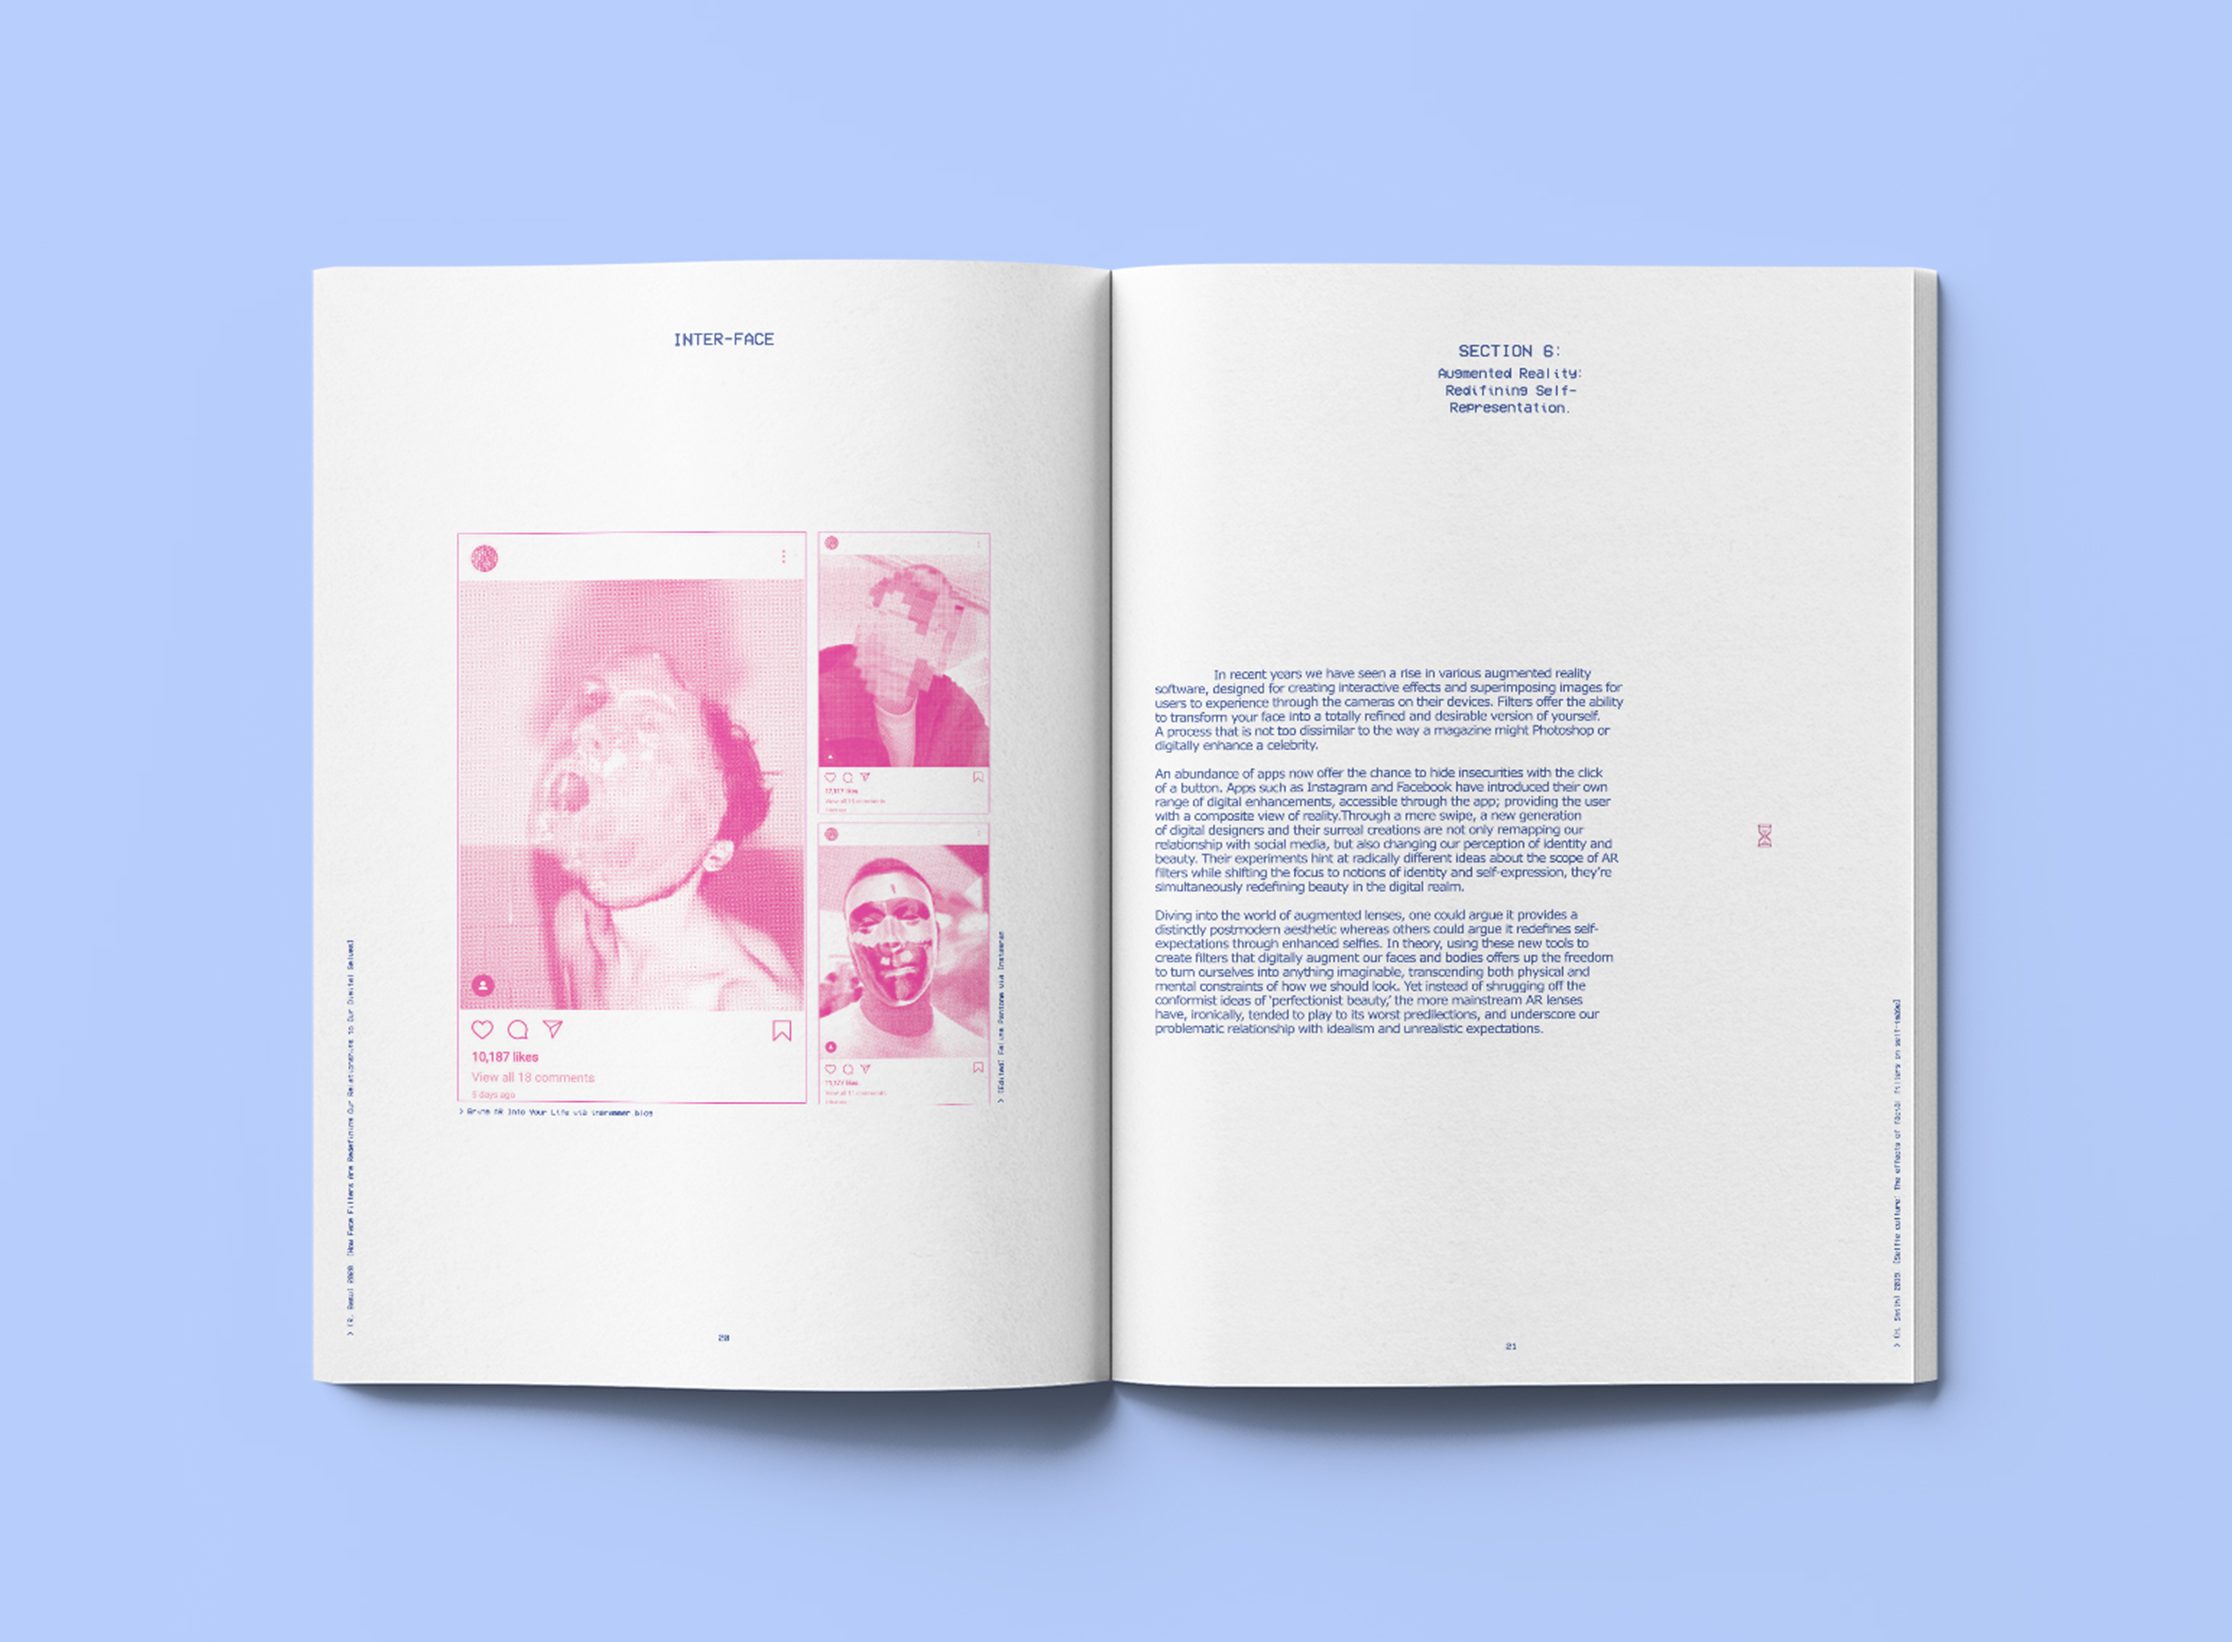 INTER-FACE
10,187 likes
View all 18 comments
5 days ago
> Bring AR Into Your Life via ingrammer.blog
> [Edited] Felipe Pantone via Instagram
2020 [How Face Filters Are Redefining Our Relationship to Our Digital Selves]
20
SECTION 6:
Augmented Reality:
Redifining Self-
Representation.
In recent years we have seen a rise in various augmented reality
software, designed for creating interactive effects and superimposing images for
users to experience through the cameras on their devices. Filters offer the ability
to transform your face into a totally refined and desirable version of yourself.
A process that is not too dissimilar to the way a magazine might Photoshop or
digitally enhance a celebrity.
An abundance of apps now offer the chance to hide insecurities with the click
of a button. Apps such as Instagram and Facebook have introduced their own
range of digital enhancements, accessible through the app; providing the user
with a composite view of reality.Through a mere swipe, a new generation
of digital designers and their surreal creations are not only remapping our
relationship with social media, but also changing our perception of identity and
beauty. Their experiments hint at radically different ideas about the scope of AR
filters while shifting the focus to notions of identity and self-expression, they're
simultaneously redefining beauty in the digital realm.
Diving into the world of augmented lenses, one could argue it provides a
distinctly postmodern aesthetic whereas others could argue it redefines self-
expectations through enhanced selfies. In theory, using these new tools to
create filters that digitally augment our faces and bodies offers up the freedom
to turn ourselves into anything imaginable, transcending both physical and
mental constraints of how we should look. Yet instead of shrugging off the
conformist ideas of 'perfectionist beauty,' the more mainstream AR lenses
have, ironically, tended to play to its worst predilections, and underscore our
problematic relationship with idealism and unrealistic expectations.
> [H. Smith] 2019 [Selfie culture: The effects of facial filters on self-image]
21